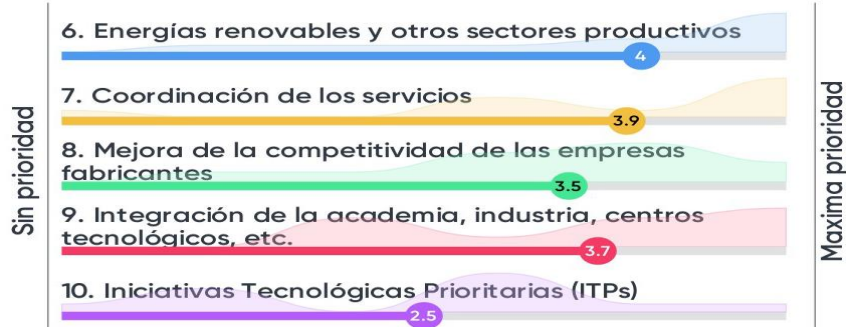 Sin prioridad
6. Energías renovables y otros sectores productivos
4
7. Coordinación de los servicios
3.9
8. Mejora de la competitividad de las empresas
fabricantes
3.5
9. Integración de la academia, industria, centros
tecnológicos, etc.
3.7
10. Iniciativas Tecnológicas Prioritarias (ITPs)
2.5
Maxima prioridad